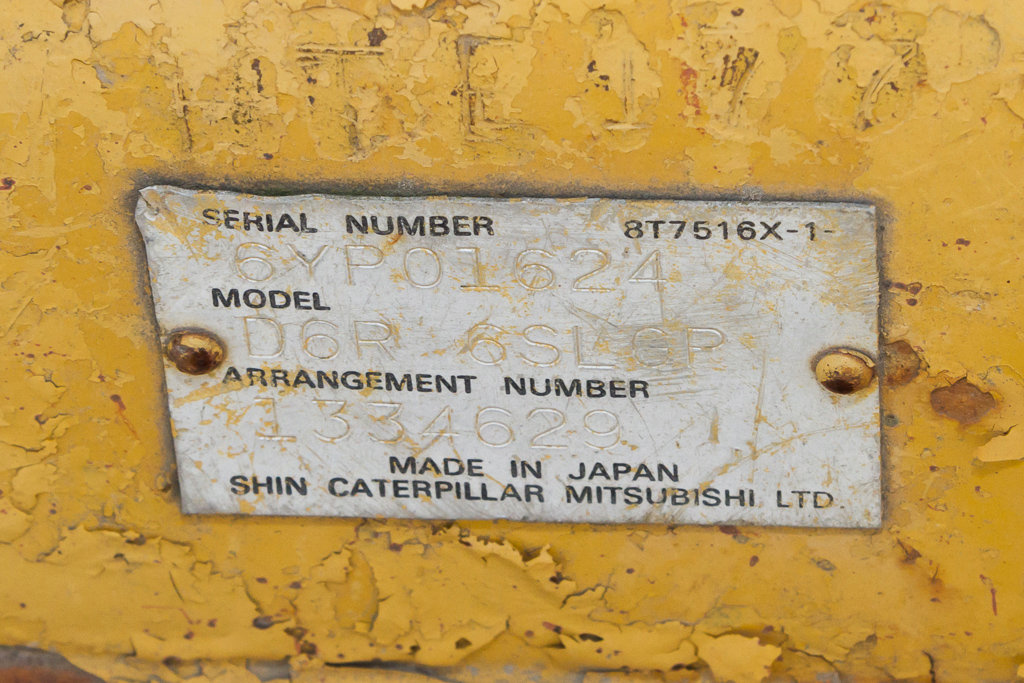 SERIAL NUMBER 8T7516X-1-
6YP01624
MODEL
D6R 6SLGP
ARRANGEMENT NUMBER
1334629
MADE IN JAPAN
SHIN CATERPILLAR MITSUBISHI LTD.